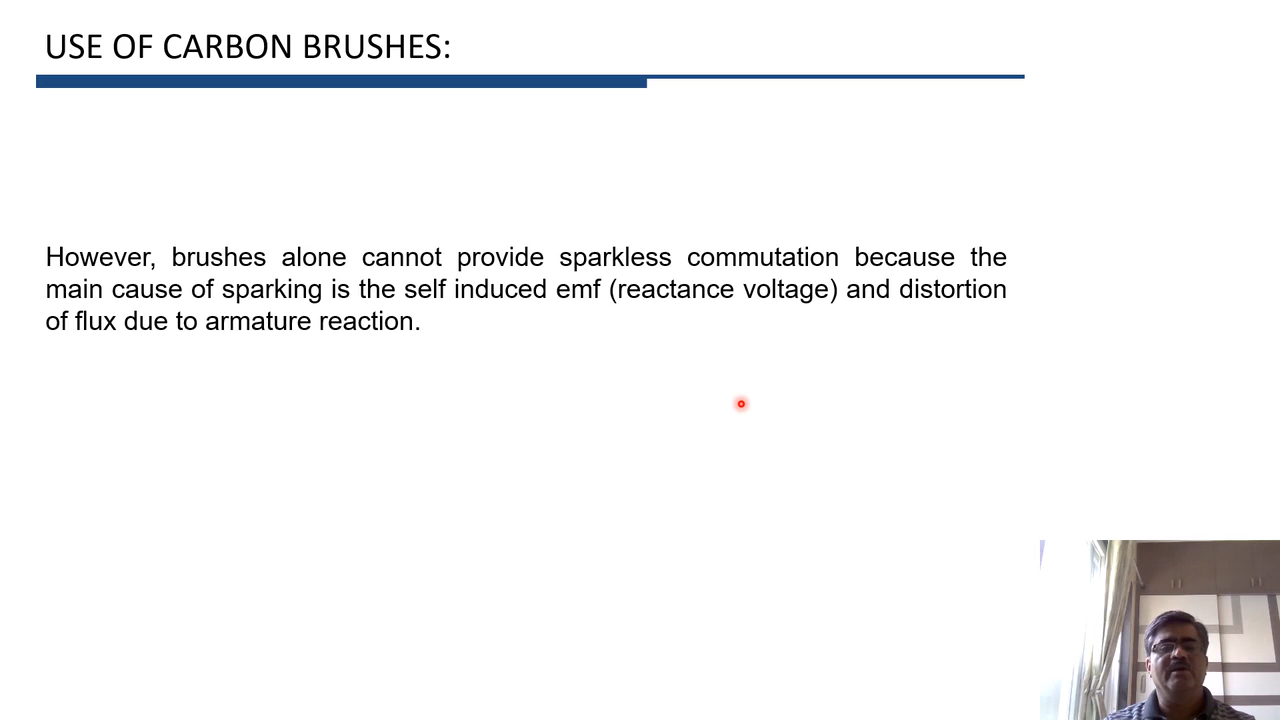 USE OF CARBON BRUSHES:
However, brushes alone cannot provide sparkless commutation because the
main cause of sparking is the self induced emf (reactance voltage) and distortion
of flux due to armature reaction.